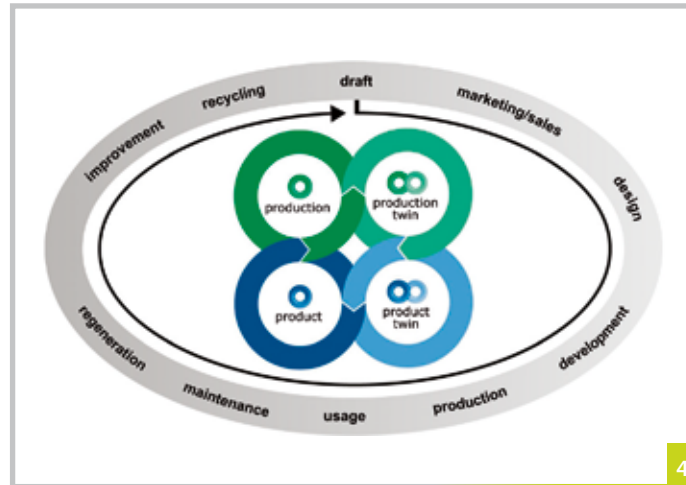 draft
marketing/sales
design
development
production
usage
maintenance
regeneration
improvement
recycling
production
production
twin
product
product
twin
4